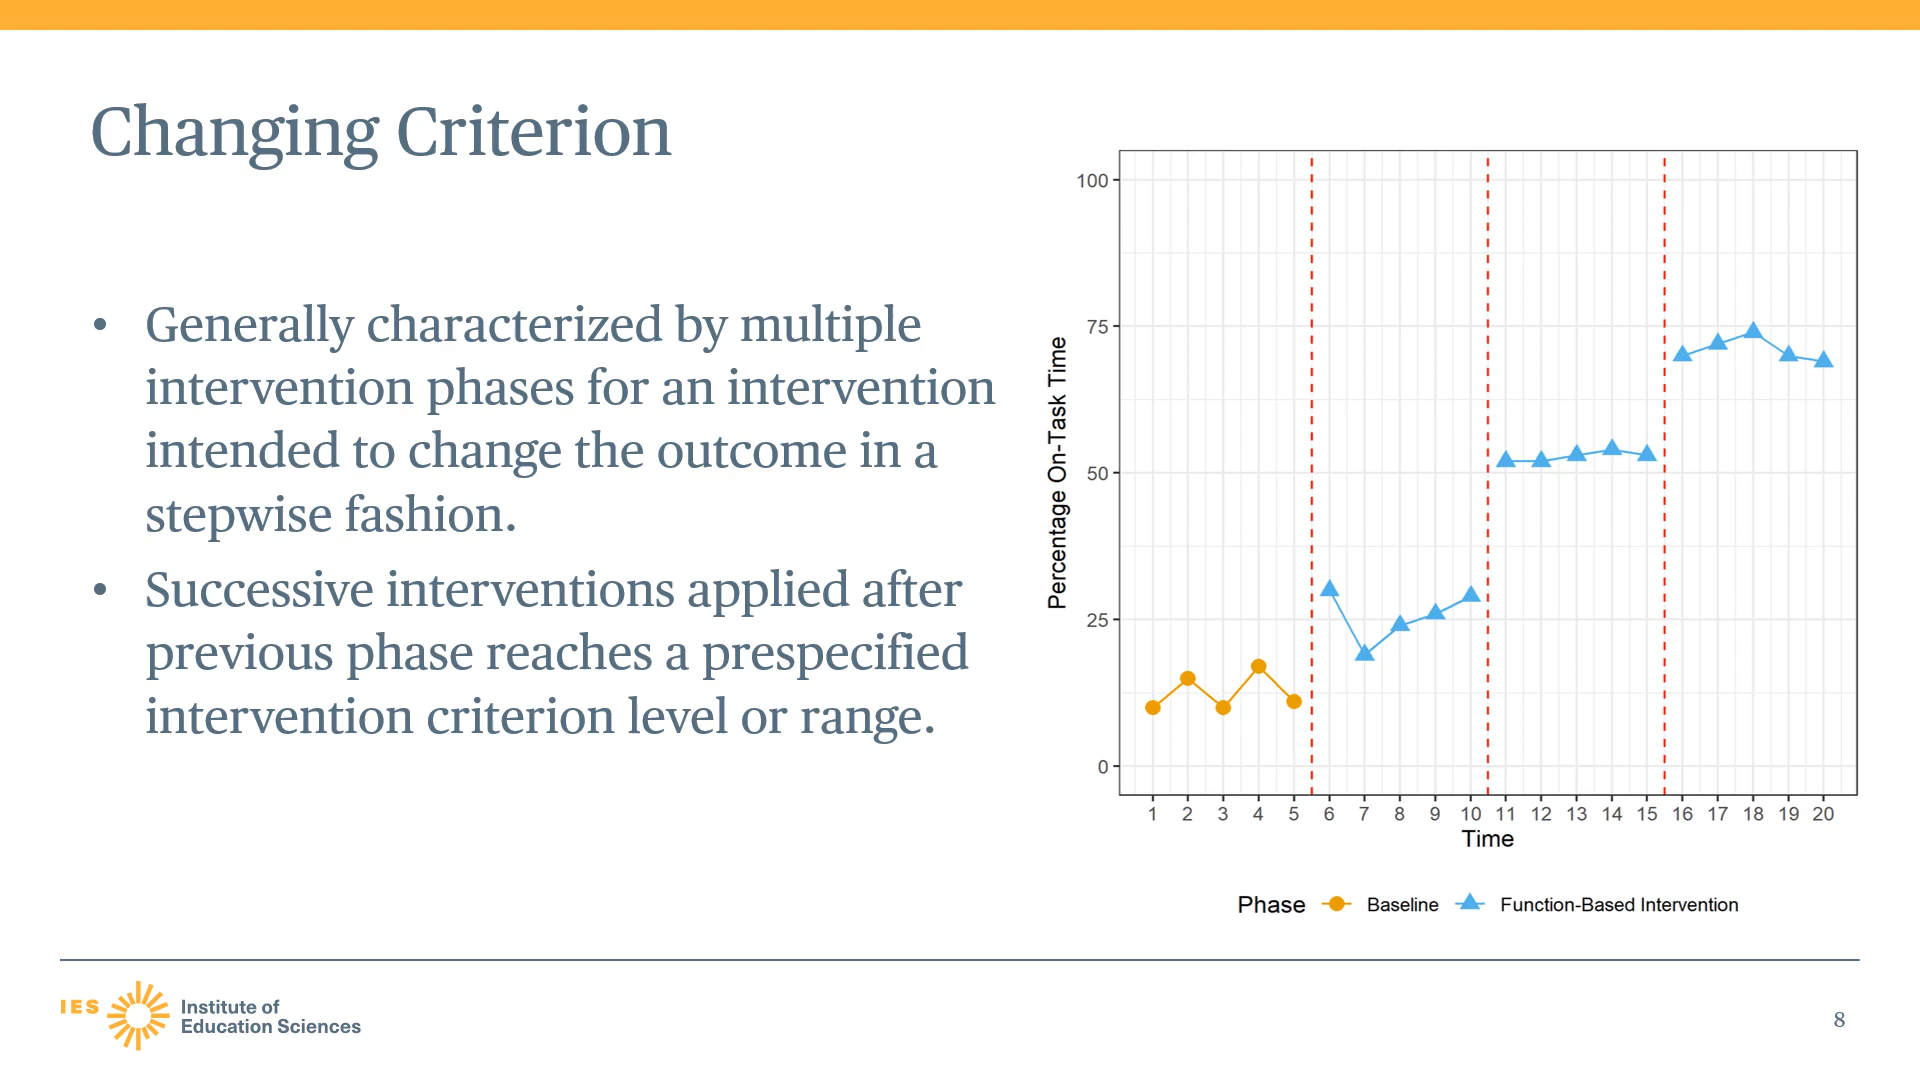 Changing Criterion
• Generally characterized by multiple
intervention phases for an intervention
intended to change the outcome in a
stepwise fashion.
• Successive interventions applied after
previous phase reaches a prespecified
intervention criterion level or range.
Percentage On-Task Time
100
75
50
25
0
1 2 3 4 5 6 7 8 9 10 11 12 13 14 15 16 17 18 19 20
Time
Phase Baseline Function-Based Intervention
IES Institute of
Education Sciences
8